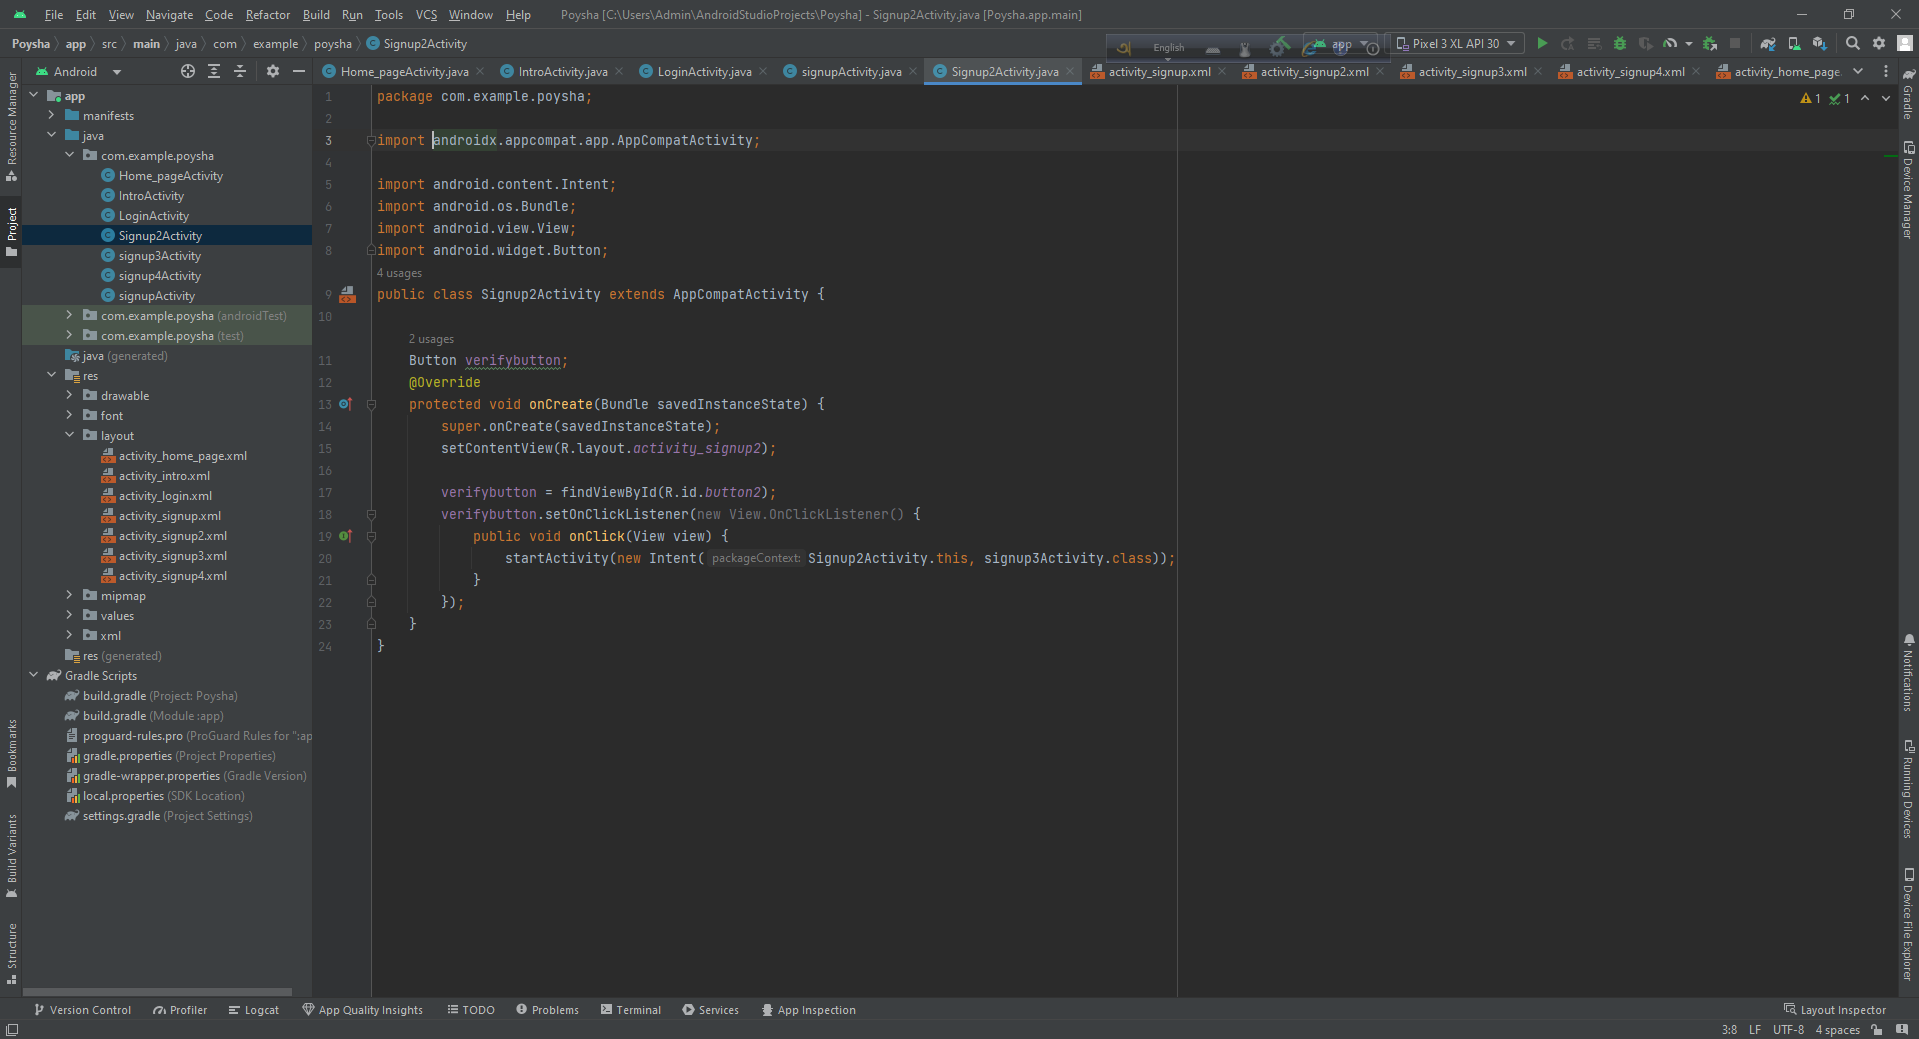 File Edit View Navigate Code Refactor Build Run Tools VCS Window Help Poysha [C:\Users\Admin\AndroidStudioProjects\Poysha] - Signup2Activity.java [Poysha.app.main]
Poysha app src main java com example poysha Signup2Activity
English app Pixel 3 XL API 30
Android
Home_pageActivity.java IntroActivity.java LoginActivity.java signupActivity.java Signup2Activity.java activity_signup.xml activity_signup2.xml activity_signup3.xml activity_signup4.xml activity_home_page.
Resource Manager
Project
Bookmarks
Build Variants
Structure
app
manifests
java
com.example.poysha
Home_pageActivity
IntroActivity
LoginActivity
Signup2Activity
signup3Activity
signup4Activity
signupActivity
com.example.poysha (androidTest)
com.example.poysha (test)
java (generated)
res
drawable
font
layout
activity_home_page.xml
activity_intro.xml
activity_login.xml
activity_signup.xml
activity_signup2.xml
activity_signup3.xml
activity_signup4.xml
mipmap
values
xml
res (generated)
Gradle Scripts
build.gradle (Project: Poysha)
build.gradle (Module :app)
proguard-rules.pro (ProGuard Rules for ":ap
gradle.properties (Project Properties)
gradle-wrapper.properties (Gradle Version)
local.properties (SDK Location)
settings.gradle (Project Settings)
1 package com.example.poysha;
2
3 import androidx.appcompat.app.AppCompatActivity;
4
5 import android.content.Intent;
6 import android.os.Bundle;
7 import android.view.View;
8 import android.widget.Button;
4 usages
9 public class Signup2Activity extends AppCompatActivity {
10
2 usages
11 Button verifybutton;
12 @Override
13 protected void onCreate(Bundle savedInstanceState) {
14 super.onCreate(savedInstanceState);
15 setContentView(R.layout.activity_signup2);
16
17 verifybutton = findViewById(R.id.button2);
18 verifybutton.setOnClickListener(new View.OnClickListener() {
19 public void onClick(View view) {
20 startActivity(new Intent( packageContext: Signup2Activity.this, signup3Activity.class));
21 }
22 });
23 }
24 }
1 1
Gradle
Device Manager
Notifications
Running Devices
Device File Explorer
Version Control Profiler Logcat App Quality Insights TODO Problems Terminal Services App Inspection Layout Inspector
3:8 LF UTF-8 4 spaces